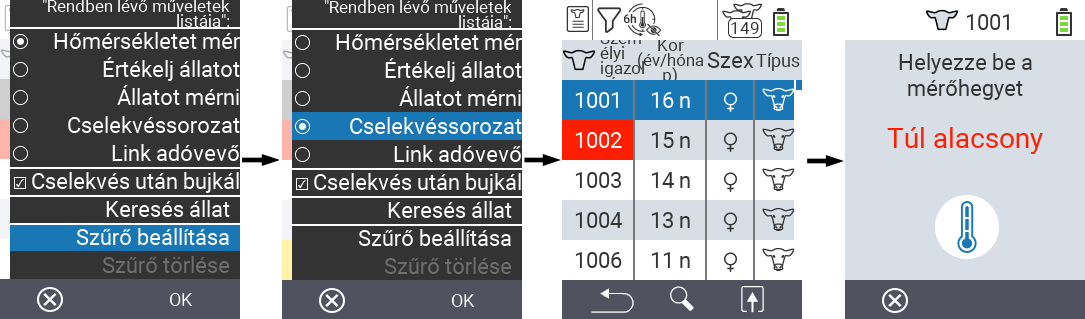 "Rendben lévő műveletek
listája":
Hőmérsékletet mér
Értékelj állatot
Állatot mérni
Cselekvéssorozat
Link adóvevő
Cselekvés után bujkál
Keresés állat
Szűrő beállítása
Szűrő törlése
OK
"Rendben lévő műveletek
listája":
Hőmérsékletet mér
Értékelj állatot
Állatot mérni
Cselekvéssorozat
Link adóvevő
Cselekvés után bujkál
Keresés állat
Szűrő beállítása
Szűrő törlése
OK
6h 149
Szem
élyi
igazol
Kor
(év/hóna
p)
Szex
Típus
1001 16 n
1002 15 n
1003 14 n
1004 13 n
1006 11 n
1001
Helyezze be a
mérőhegyet
Túl alacsony